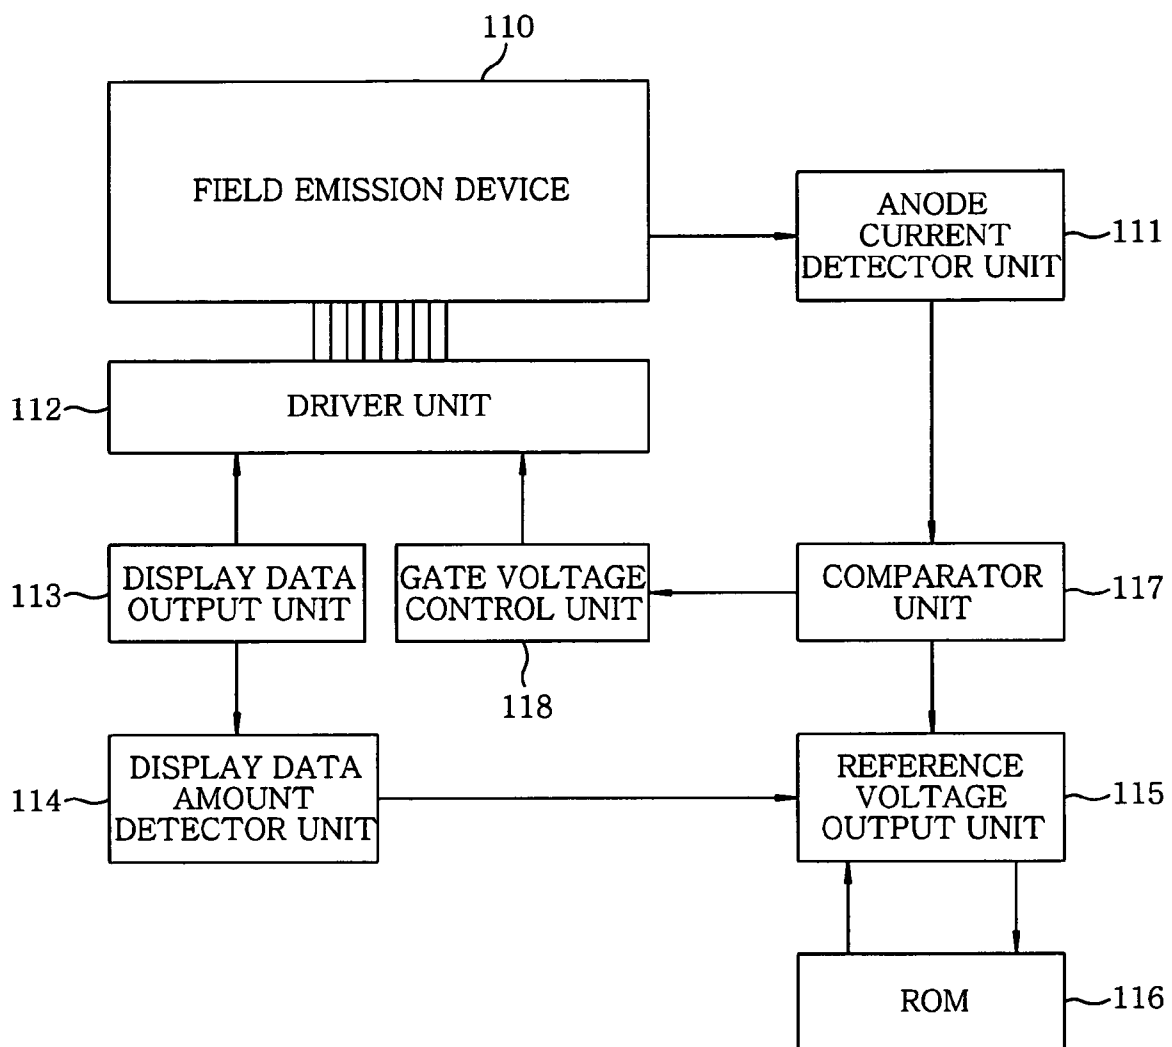 110
FIELD EMISSION DEVICE
ANODE
CURRENT
DETECTOR UNIT
111
112
DRIVER UNIT
113
DISPLAY DATA
OUTPUT UNIT
GATE VOLTAGE
CONTROL UNIT
118
COMPARATOR
UNIT
117
114
DISPLAY DATA
AMOUNT
DETECTOR UNIT
REFERENCE
VOLTAGE
OUTPUT UNIT
115
ROM
116